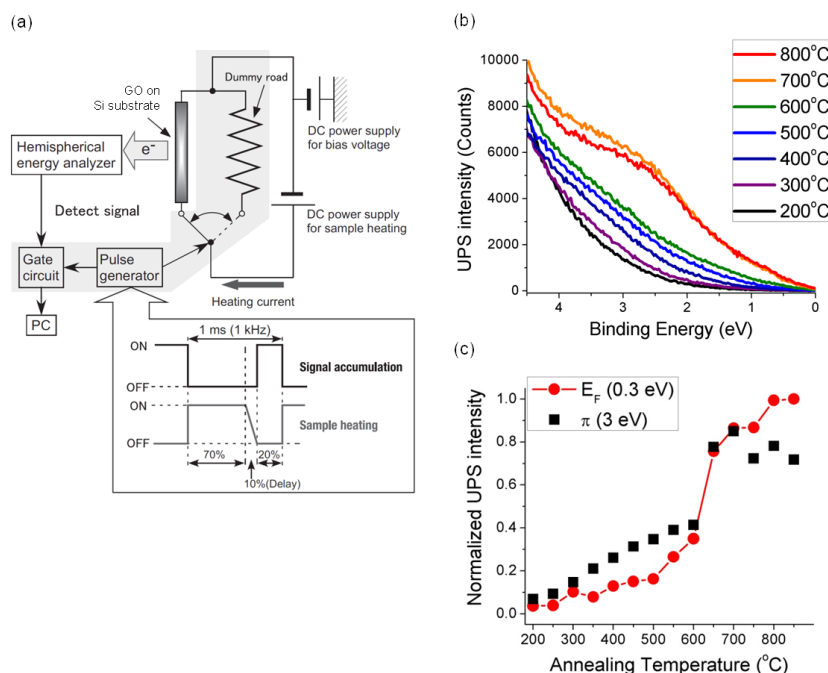 (a)
GO on
Si substrate
Dummy road
Hemispherical
energy analyzer
e-
DC power supply
for bias voltage
Detect signal
DC power supply
for sample heating
Gate
circuit
Pulse
generator
Heating current
PC
1 ms (1 kHz)
ON
OFF
Signal accumulation
ON
OFF
Sample heating
70%
20%
10%(Delay)
(b)
10000
8000
6000
4000
2000
0
UPS intensity (Counts)
800°C
700°C
600°C
500°C
400°C
300°C
200°C
4
3
2
1
0
Binding Energy (eV)
(c)
EF (0.3 eV)
π (3 eV)
1.0
0.8
0.6
0.4
0.2
0.0
Normalized UPS intensity
200
300
400
500
600
700
800
Annealing Temperature (°C)